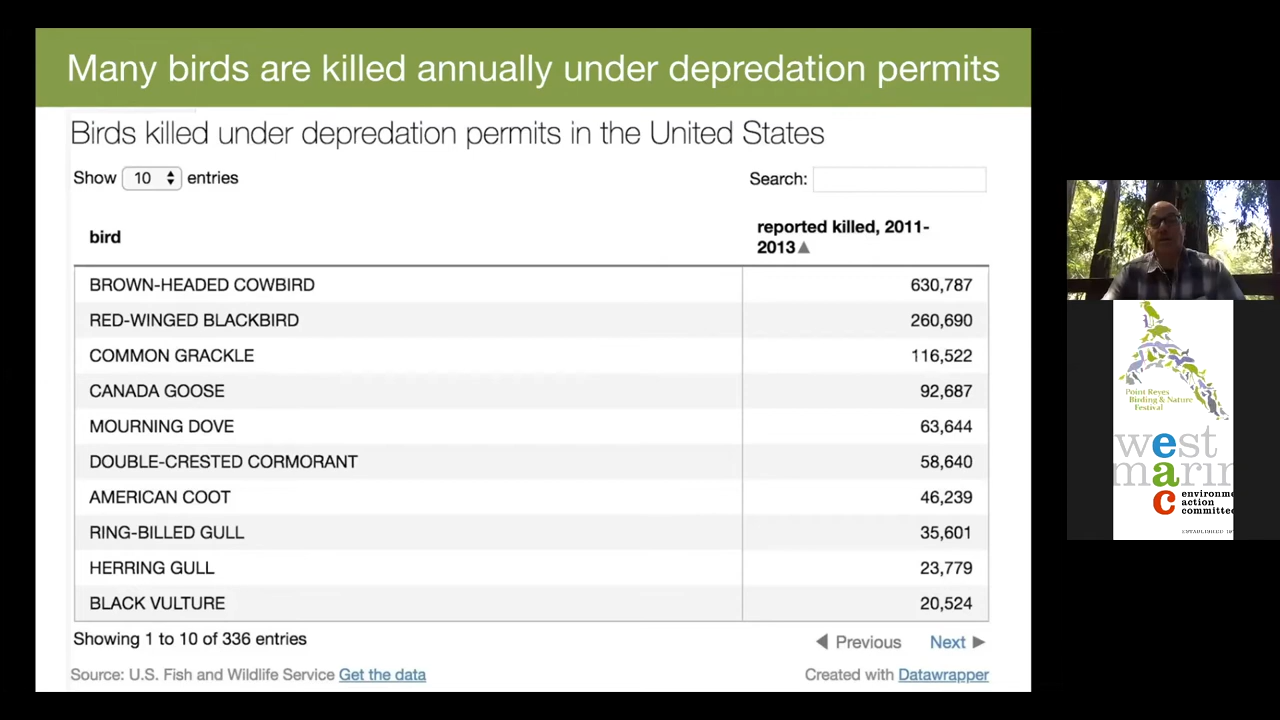 Many birds are killed annually under depredation permits
Birds killed under depredation permits in the United States
Show 10 entries
Search:
bird
reported killed, 2011-
2013▲
BROWN-HEADED COWBIRD 630,787
RED-WINGED BLACKBIRD 260,690
COMMON GRACKLE 116,522
CANADA GOOSE 92,687
MOURNING DOVE 63,644
DOUBLE-CRESTED CORMORANT 58,640
AMERICAN COOT 46,239
RING-BILLED GULL 35,601
HERRING GULL 23,779
BLACK VULTURE 20,524
Showing 1 to 10 of 336 entries
◀ Previous Next ▶
Source: U.S. Fish and Wildlife Service Get the data
Created with Datawrapper
Point Reyes
Birding & Nature
Festival
west
marin
eac
environme
action
committee
ESTABLISHED